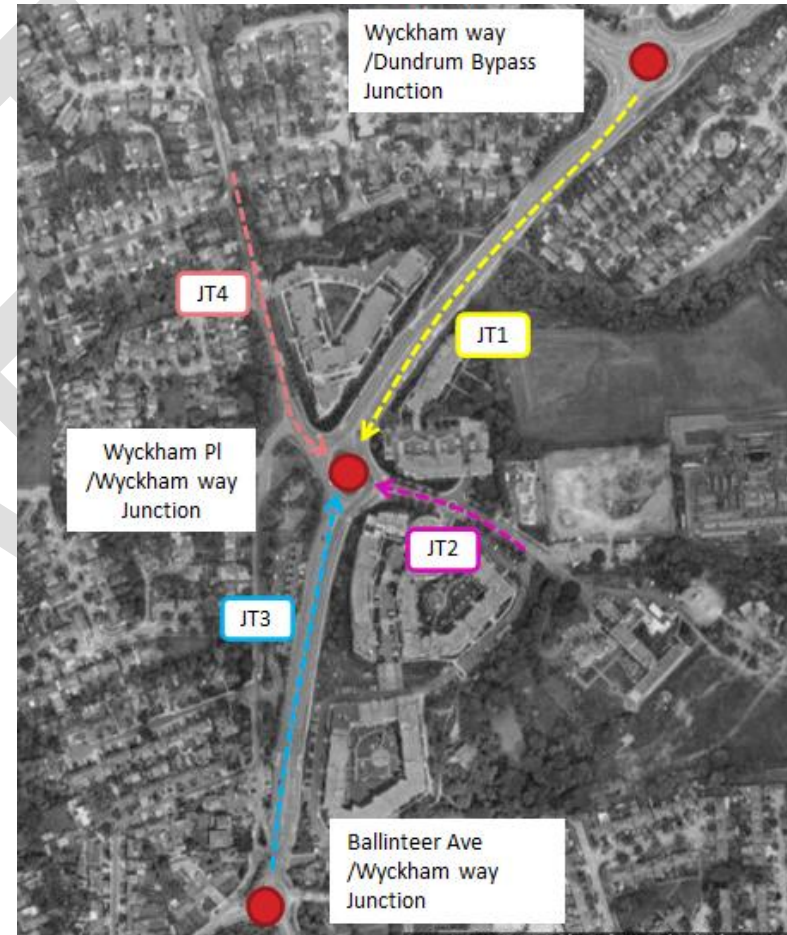 Wyckham way
/Dundrum Bypass
Junction
JT4
JT1
Wyckham Pl
/Wyckham way
Junction
JT2
JT3
Ballinteer Ave
/Wyckham way
Junction